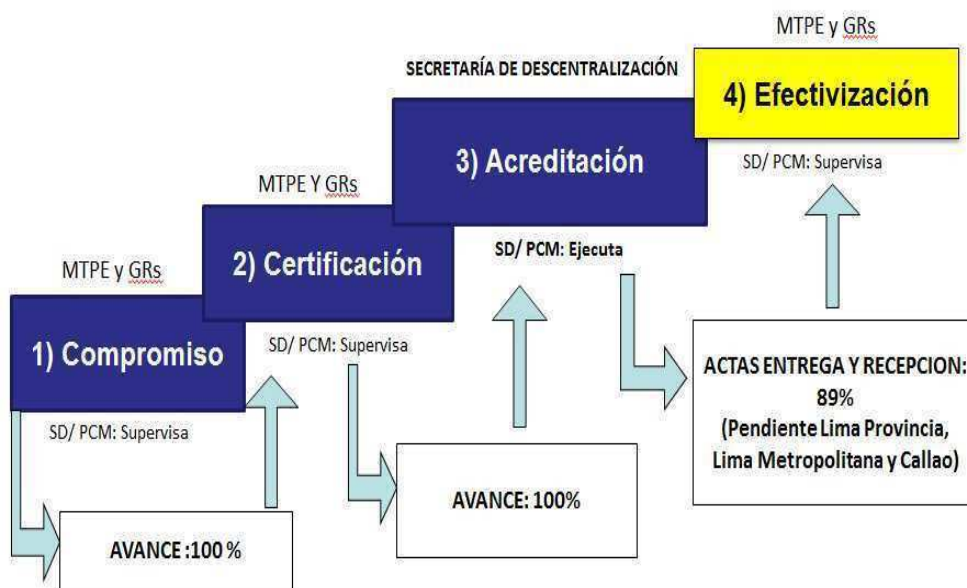 MTPE y GRs
SECRETARÍA DE DESCENTRALIZACIÓN
4) Efectivización
SD/ PCM: Supervisa
3) Acreditación
MTPE Y GRs
SD/ PCM: Ejecuta
2) Certificación
MTPE y GRs
SD/ PCM: Supervisa
1) Compromiso
SD/ PCM: Supervisa
ACTAS ENTREGA Y RECEPCION:
89%
(Pendiente Lima Provincia,
Lima Metropolitana y Callao)
AVANCE: 100%
AVANCE :100 %